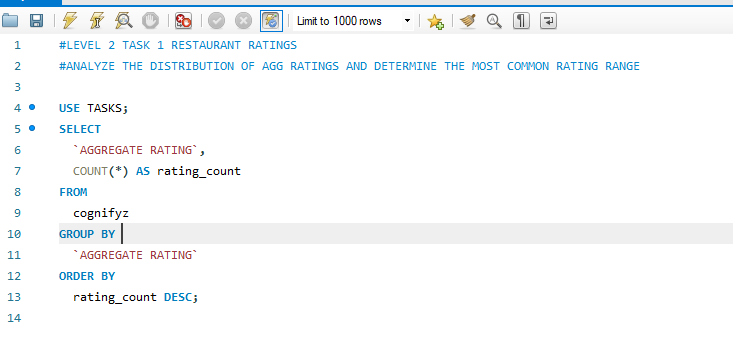 Limit to 1000 rows
1 #LEVEL 2 TASK 1 RESTAURANT RATINGS
2 #ANALYZE THE DISTRIBUTION OF AGG RATINGS AND DETERMINE THE MOST COMMON RATING RANGE
3
4 USE TASKS;
5 SELECT
6 `AGGREGATE RATING`,
7 COUNT(*) AS rating_count
8 FROM
9 cognifyz
10 GROUP BY
11 `AGGREGATE RATING`
12 ORDER BY
13 rating_count DESC;
14